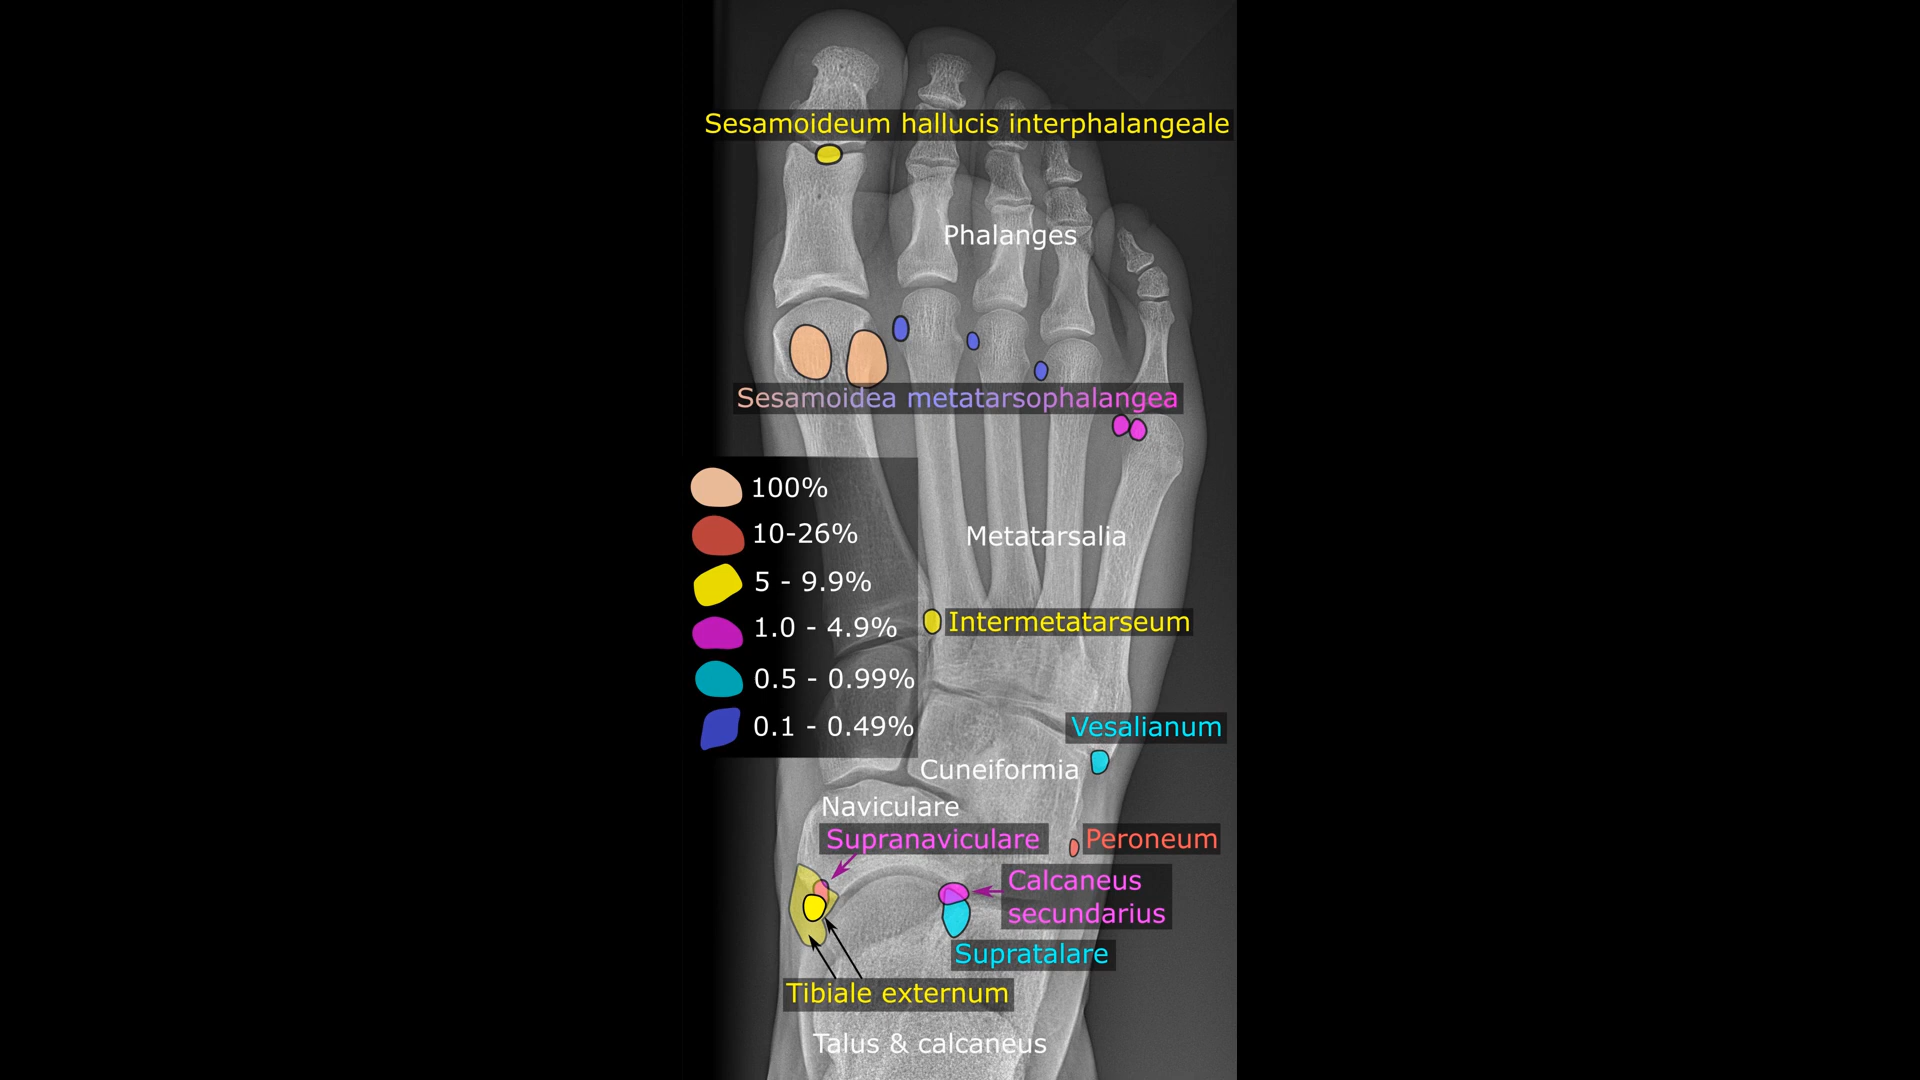 Sesamoideum hallucis interphalangeale
Phalanges
Sesamoidea metatarsophalangea
100%
10-26%
5 - 9.9%
1.0 - 4.9%
0.5 - 0.99%
0.1 - 0.49%
Metatarsalia
Intermetatarseum
Vesalianum
Cuneiformia
Naviculare
Supranaviculare
Peroneum
Calcaneus
secundarius
Supratalare
Tibiale externum
Talus & calcaneus